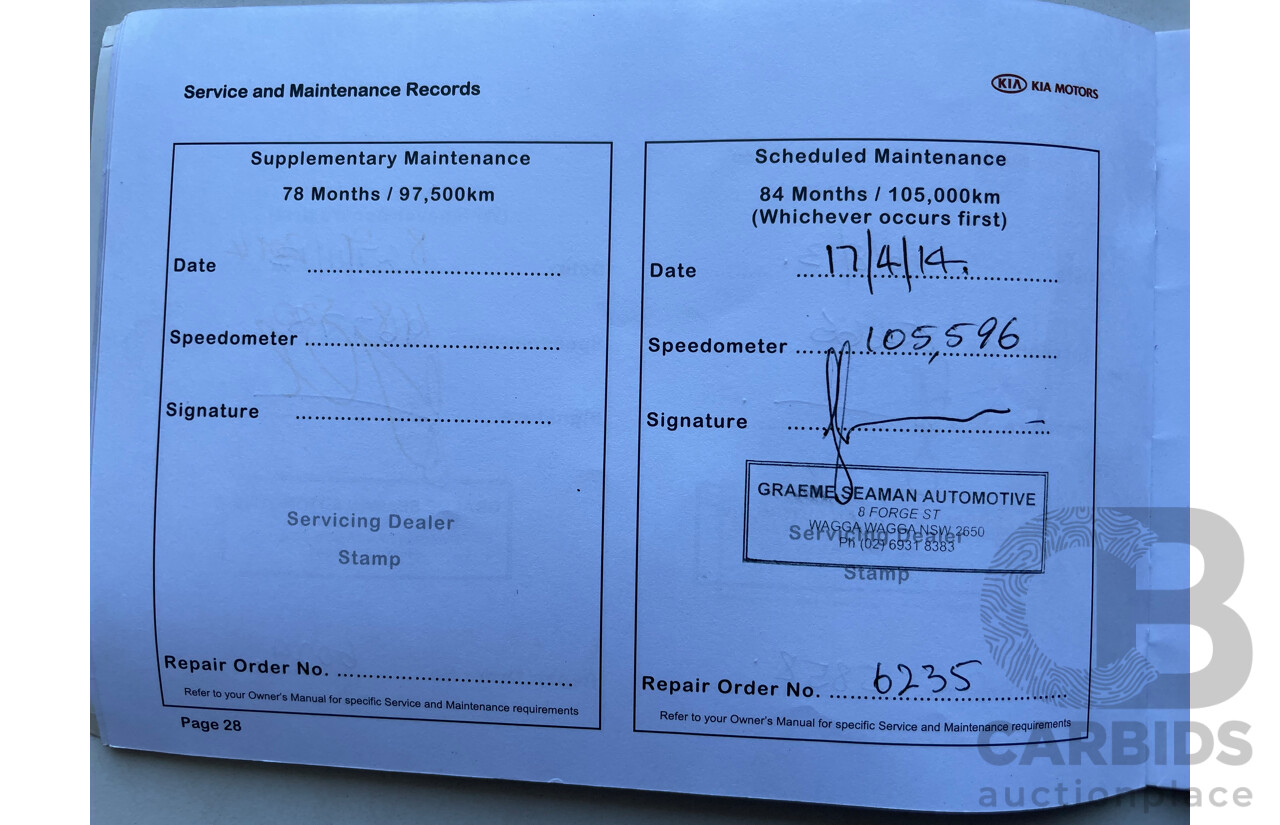 Service and Maintenance Records
KIA KIA MOTORS
Supplementary Maintenance
78 Months / 97,500km
Date
Speedometer
Signature
Servicing Dealer
Stamp
Repair Order No.
Refer to your Owner's Manual for specific Service and Maintenance requirements
Page 28
Scheduled Maintenance
84 Months / 105,000km
(Whichever occurs first)
Date 17/4/14.
Speedometer 105,596
Signature
GRAEME SEAMAN AUTOMOTIVE
8 FORGE ST
WAGGA WAGGA NSW 2650
Servicing Dealer
Ph (02) 6931 8383
Stamp
Repair Order No. 6235
Refer to your Owner's Manual for specific Service and Maintenance requirements
CARBIDS
auctionplace